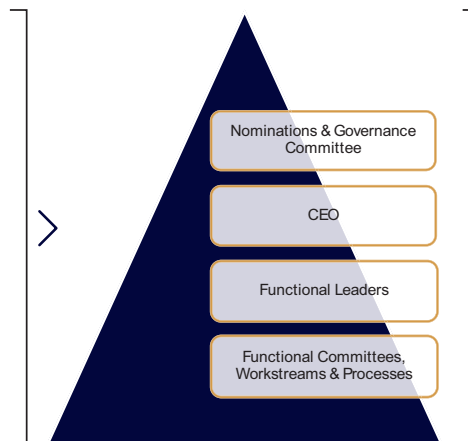 Nominations & Governance
Committee
CEO
Functional Leaders
Functional Committees,
Workstreams & Processes